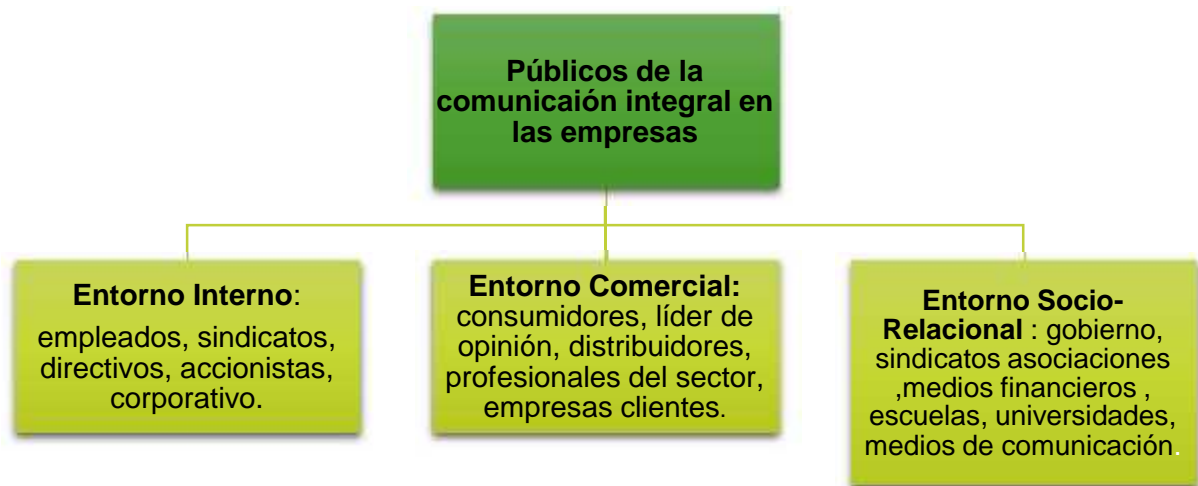 Públicos de la
comunicaión integral en
las empresas
Entorno Interno:
empleados, sindicatos,
directivos, accionistas,
corporativo.
Entorno Comercial:
consumidores, líder de
opinión, distribuidores,
profesionales del sector,
empresas clientes.
Entorno Socio-
Relacional : gobierno,
sindicatos asociaciones
,medios financieros ,
escuelas, universidades,
medios de comunicación.